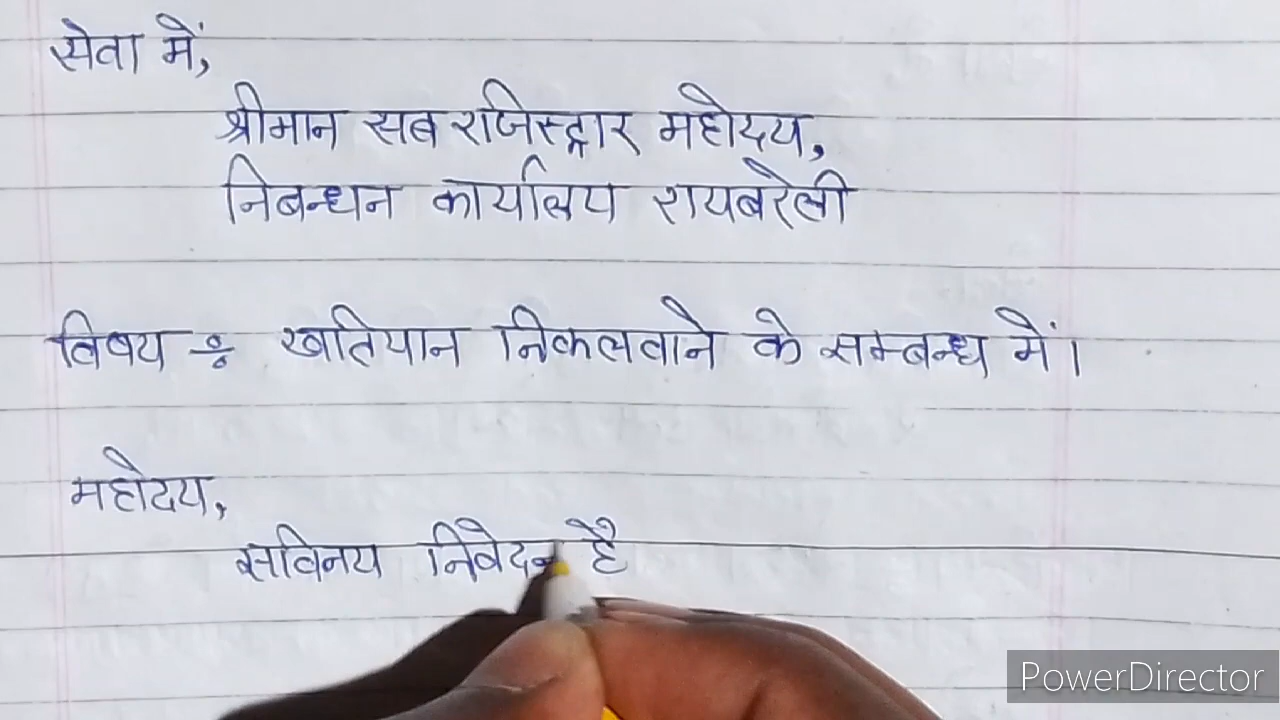 सेवा में,
श्रीमान सब रजिस्ट्रार महोदय,
निबन्धन कार्यालय रायबरेली
विषय ÷ खतियान निकलवाने के सम्बन्ध में।
महोदय,
सविनय निवेदन है
PowerDirector